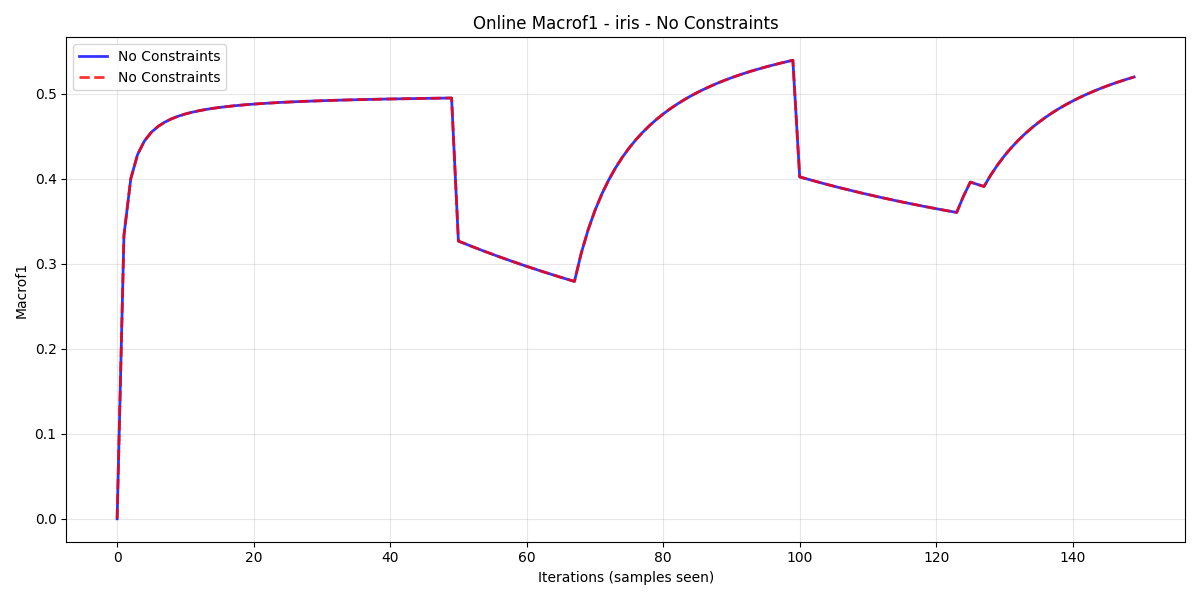 Online Macrof1 - iris - No Constraints
No Constraints
No Constraints
Macrof1
0.5
0.4
0.3
0.2
0.1
0.0
0 20 40 60 80 100 120 140
Iterations (samples seen)